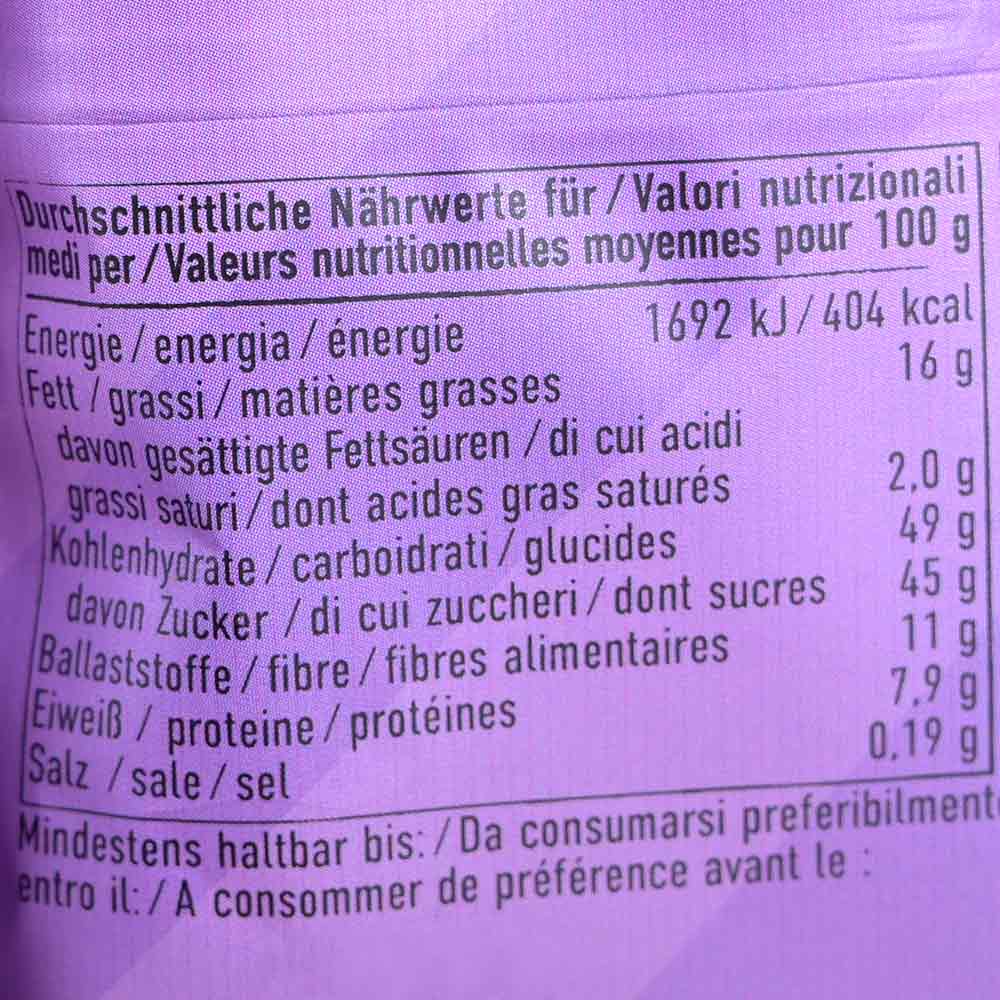 Durchschnittliche Nährwerte für / Valori nutrizionali
medi per / Valeurs nutritionnelles moyennes pour 100 g
Energie / energia / énergie 1692 kJ / 404 kcal
Fett / grassi / matières grasses 16 g
davon gesättigte Fettsäuren / di cui acidi
grassi saturi / dont acides gras saturés 2,0 g
Kohlenhydrate / carboidrati / glucides 49 g
davon Zucker / di cui zuccheri / dont sucres 45 g
Ballaststoffe / fibre / fibres alimentaires 11 g
Eiweiß / proteine / protéines 7,9 g
Salz / sale / sel 0,19 g
Mindestens haltbar bis: / Da consumarsi preferibilment
entro il: / A consommer de préférence avant le :